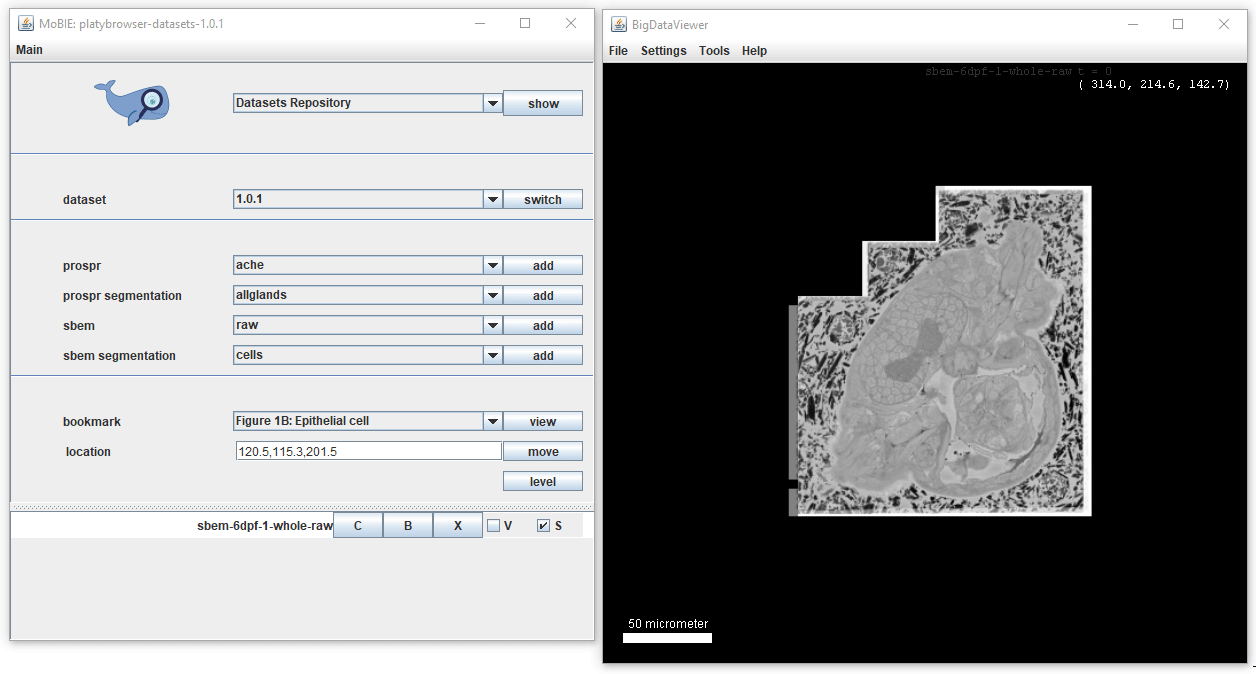 MoBIE: platybrowser-datasets-1.0.1
Main
Datasets Repository show
dataset 1.0.1 switch
prospr ache add
prospr segmentation allglands add
sbem raw add
sbem segmentation cells add
bookmark Figure 1B: Epithelial cell view
location 120.5,115.3,201.5 move
level
sbem-6dpf-1-whole-raw C B X V S
BigDataViewer
File Settings Tools Help
sbem-6dpf-1-whole-raw t = 0
( 314.0, 214.6, 142.7)
50 micrometer